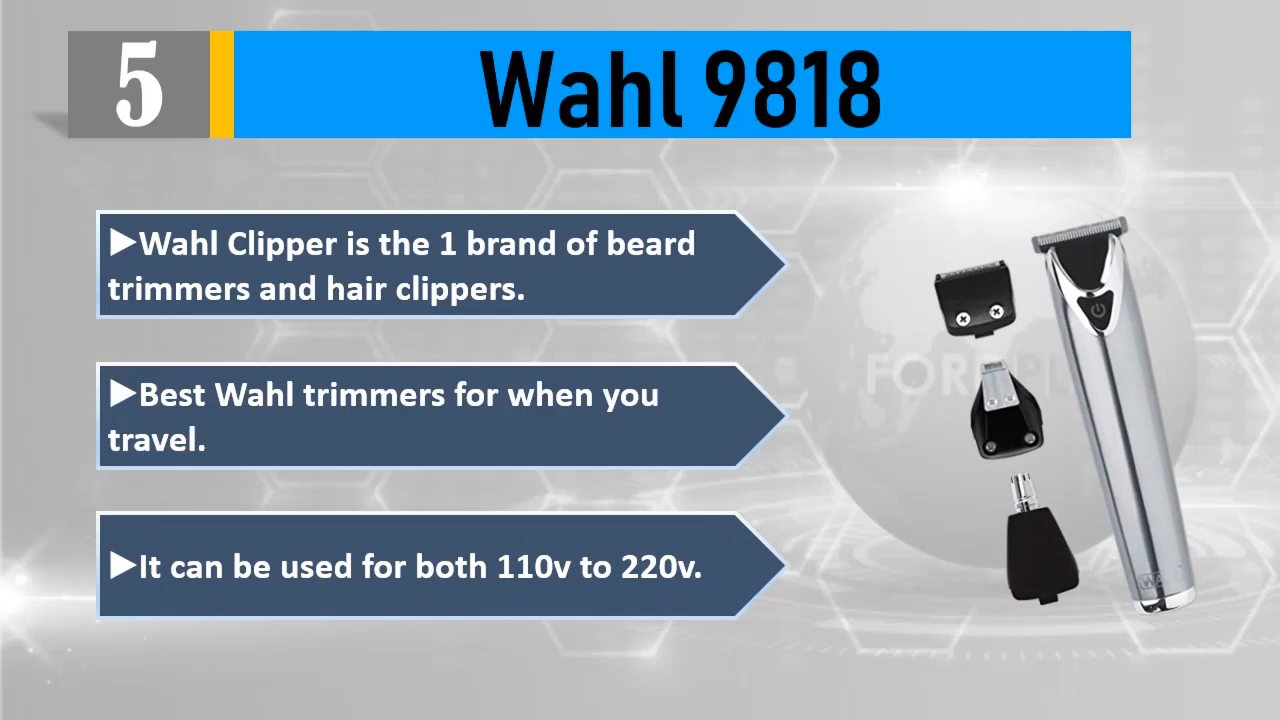 5
Wahl 9818
▶Wahl Clipper is the 1 brand of beard
trimmers and hair clippers.
▶Best Wahl trimmers for when you
travel.
▶It can be used for both 110v to 220v.